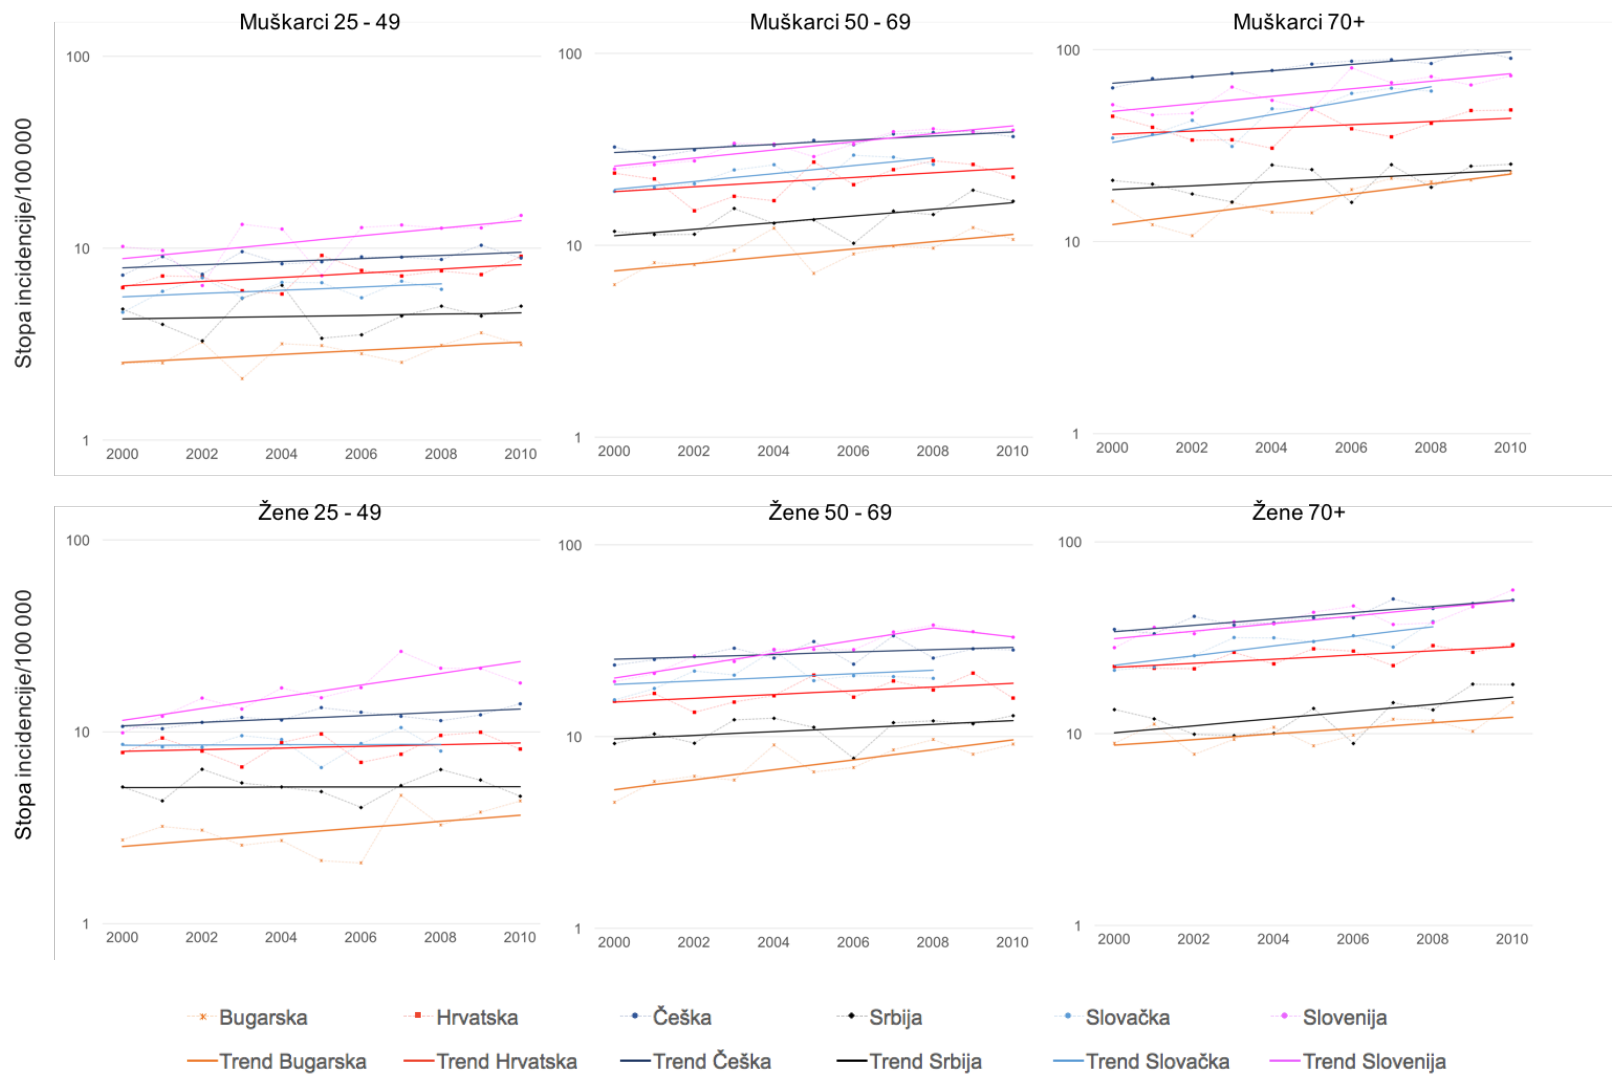 Muškarci 25 - 49
Muškarci 50 - 69
Muškarci 70+
Stopa incidencije/100 000
100
10
1
2000 2002 2004 2006 2008 2010
100
10
1
2000 2002 2004 2006 2008 2010
100
10
1
2000 2002 2004 2006 2008 2010
Žene 25 - 49
Žene 50 - 69
Žene 70+
Stopa incidencije/100 000
100
10
1
2000 2002 2004 2006 2008 2010
100
10
1
2000 2002 2004 2006 2008 2010
100
10
1
2000 2002 2004 2006 2008 2010
Bugarska Hrvatska Češka Srbija Slovačka Slovenija
Trend Bugarska Trend Hrvatska Trend Češka Trend Srbija Trend Slovačka Trend Slovenija